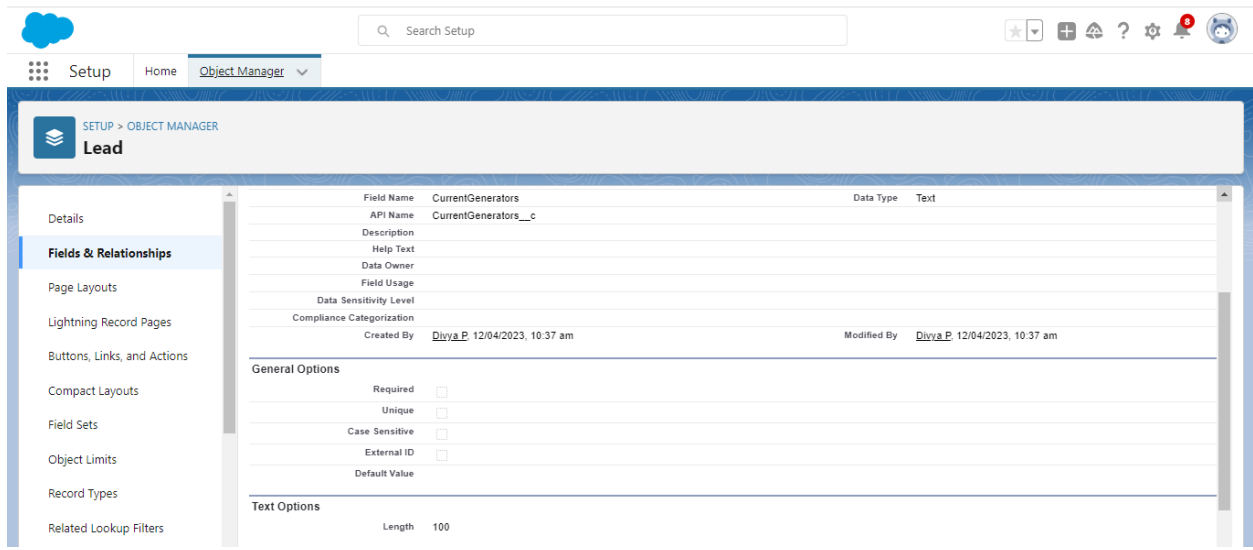 Search Setup
8
Setup
Home
Object Manager
SETUP > OBJECT MANAGER
Lead
Details
Fields & Relationships
Page Layouts
Lightning Record Pages
Buttons, Links, and Actions
Compact Layouts
Field Sets
Object Limits
Record Types
Related Lookup Filters
Field Name CurrentGenerators Data Type Text
API Name CurrentGenerators__c
Description
Help Text
Data Owner
Field Usage
Data Sensitivity Level
Compliance Categorization
Created By Divya P, 12/04/2023, 10:37 am Modified By Divya P, 12/04/2023, 10:37 am
General Options
Required
Unique
Case Sensitive
External ID
Default Value
Text Options
Length 100